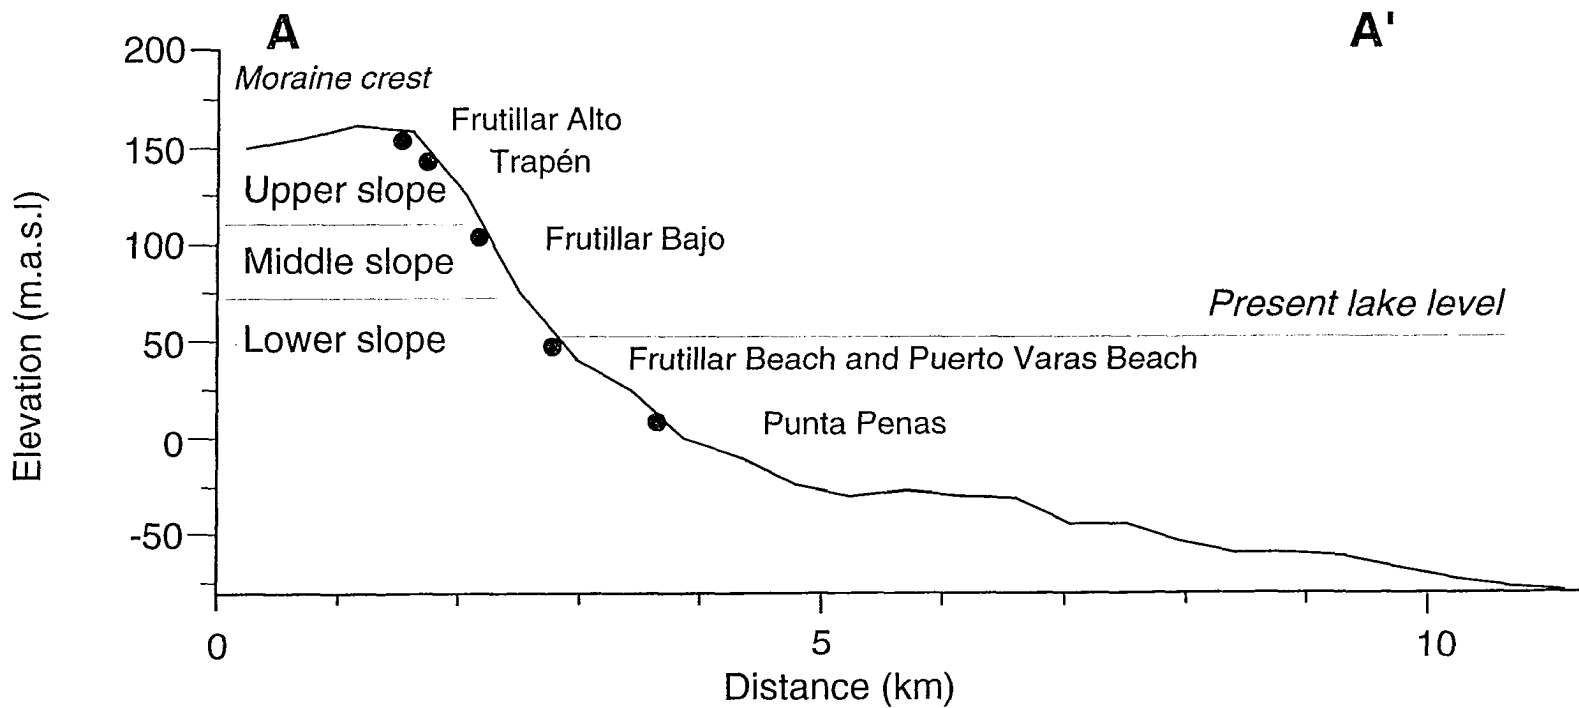 A
A'
200
Moraine crest
Frutillar Alto
150
Trapén
Upper slope
100
Frutillar Bajo
Middle slope
Present lake level
50
Lower slope
Frutillar Beach and Puerto Varas Beach
Punta Penas
0
-50
Elevation (m.a.s.l)
0
5
10
Distance (km)